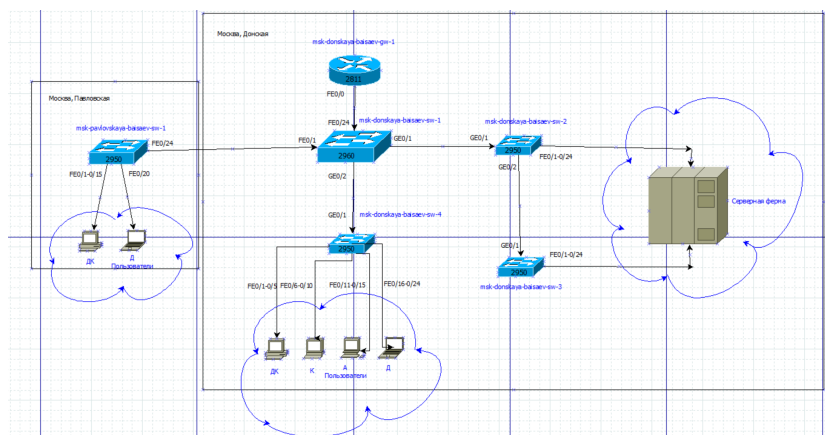 Москва, Донская
msk-donskaya-baisaev-gw-1
2811
FE0/0
Москва, Павловская
msk-pavlovskaya-baisaev-sw-1
FE0/24
2950
FE0/1-0/15
FE0/20
ДК
Д
Пользователи
FE0/24
msk-donskaya-baisaev-sw-1
FE0/1
GE0/1
2960
GE0/2
msk-donskaya-baisaev-sw-2
GE0/1
2950
FE0/1-0/24
GE0/2
Серверная ферма
GE0/1
msk-donskaya-baisaev-sw-4
2950
GE0/1
FE0/1-0/24
2950
msk-donskaya-baisaev-sw-3
FE0/1-0/5
FE0/6-0/10
FE0/11-0/15
FE0/16-0/24
ДК
К
А
Д
Пользователи